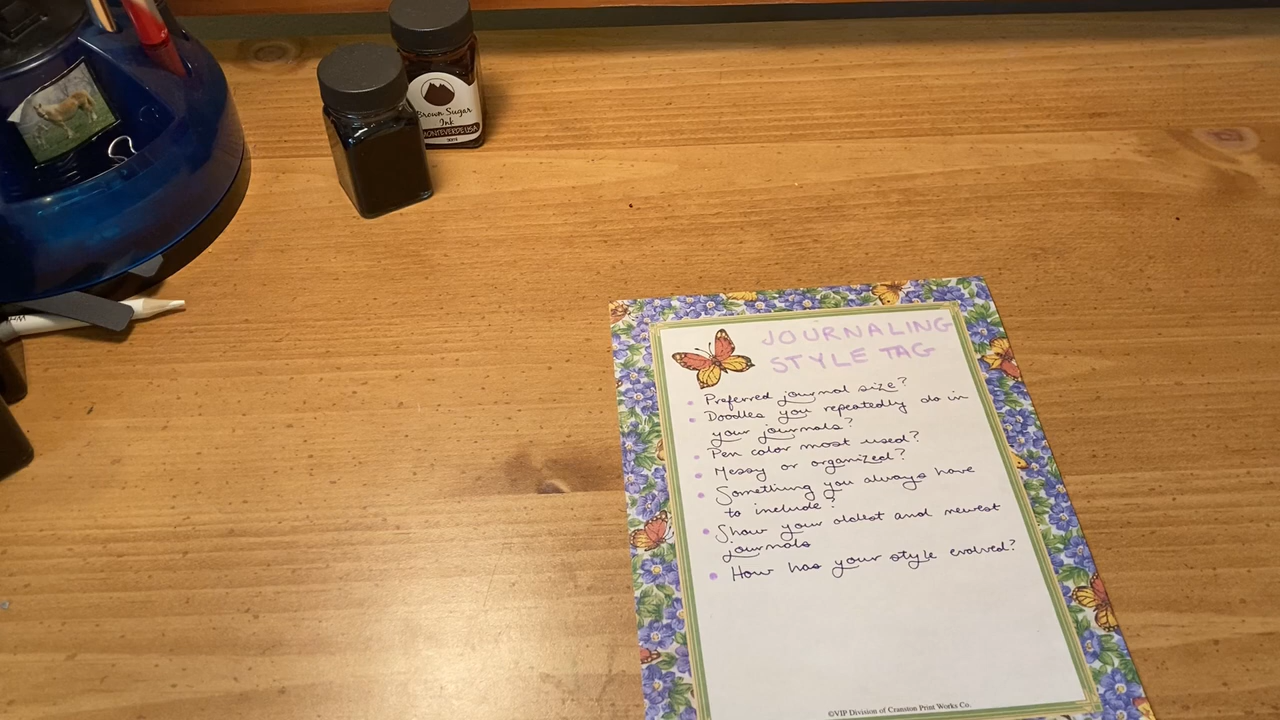 Brown Sugar
Ink
MONTEVERDE USA
JOURNALING
STYLE TAG
Preferred journal size?
Doodles you repeatedly do in
your journals?
Pen color most used?
Messy or organized?
Something you always have
to include?
Show your oldest and newest
journals
How has your style evolved?
©VIP Division of Cranston Print Works Co.